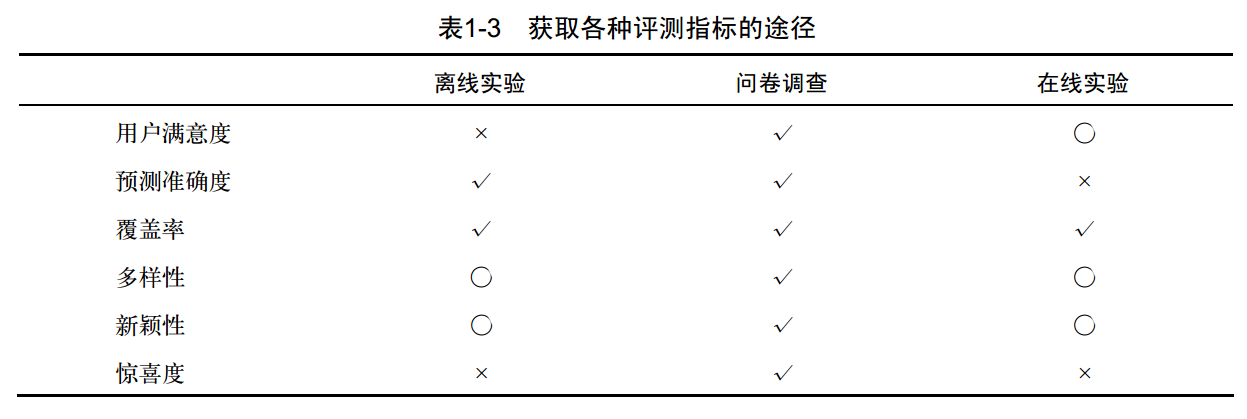 表1-3 获取各种评测指标的途径
离线实验 问卷调查 在线实验
用户满意度 × √ ○
预测准确度 √ √ ×
覆盖率 √ √ √
多样性 ○ √ ○
新颖性 ○ √ ○
惊喜度 × √ ×